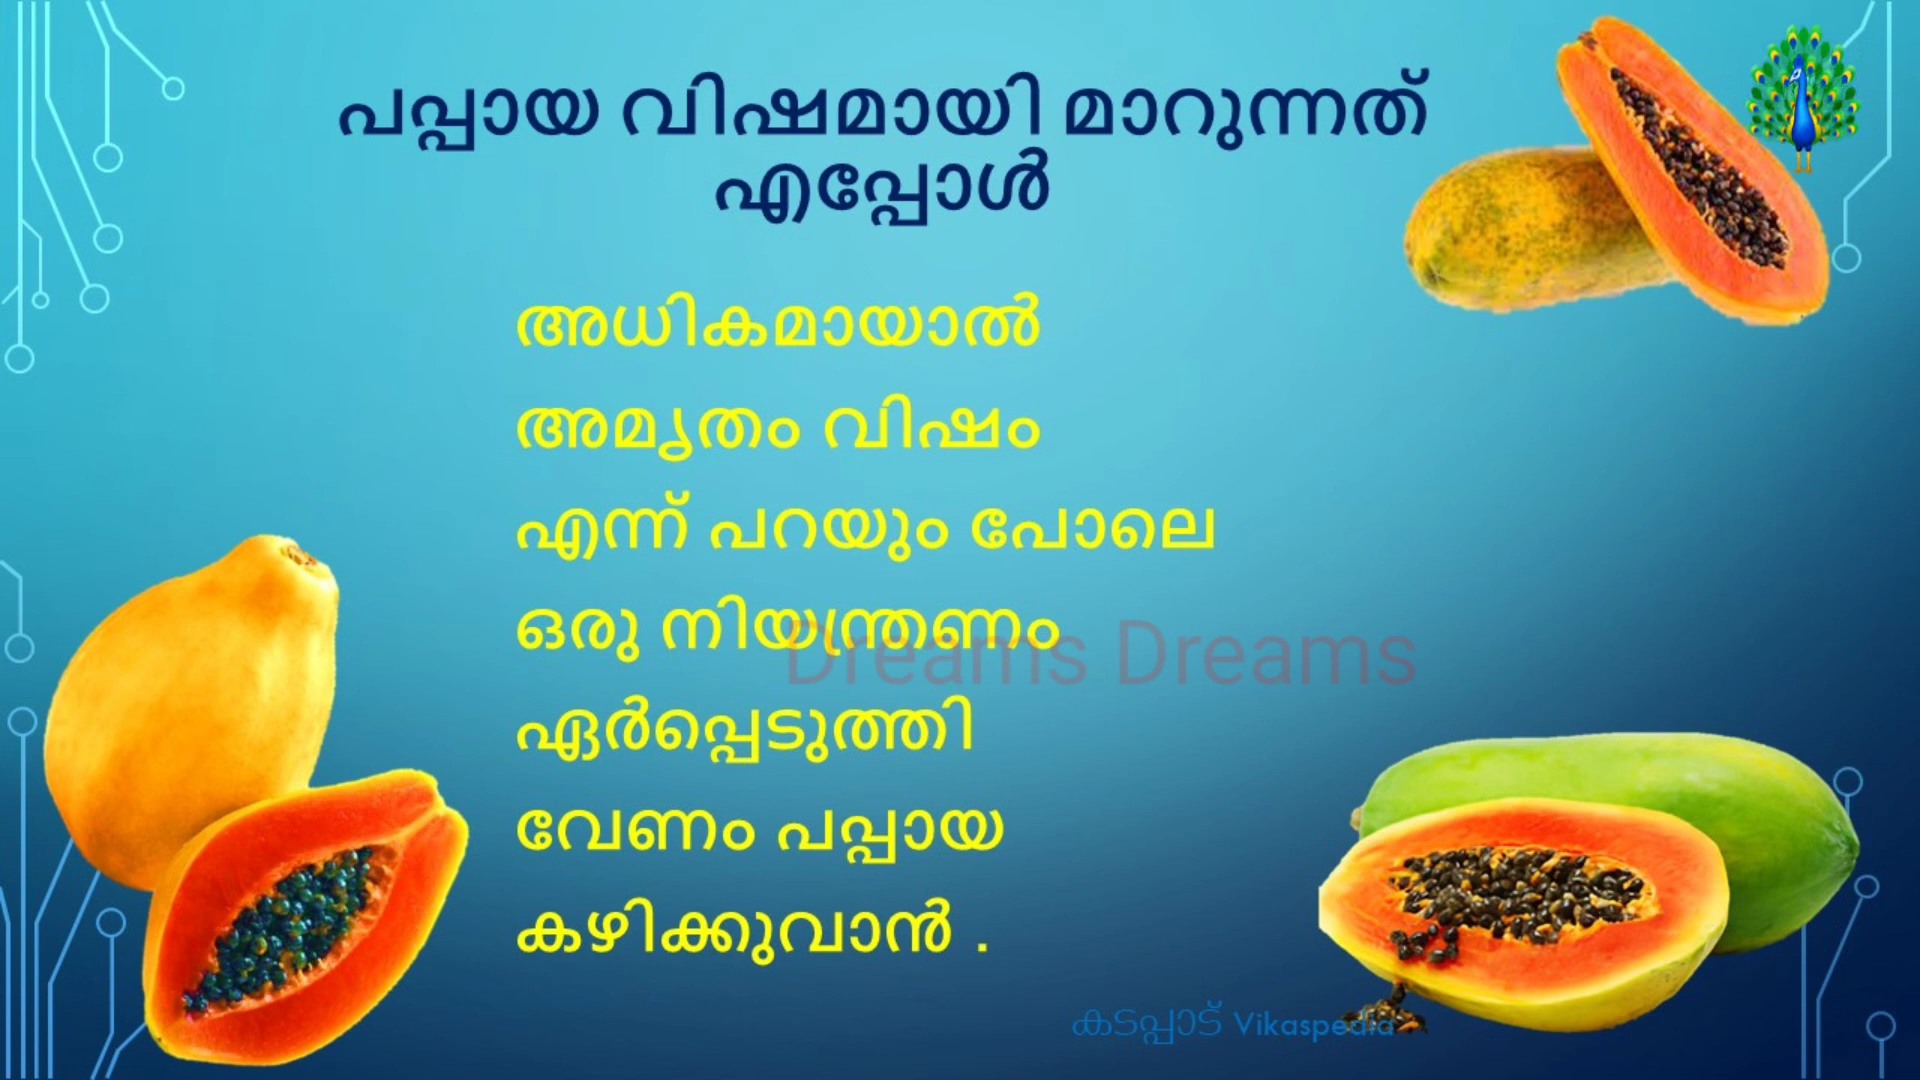 പപ്പായ വിഷമായി മാറുന്നത്
എപ്പോൾ
അധികമായാൽ
അമൃതം വിഷം
എന്ന് പറയും പോലെ
ഒരു നിയന്ത്രണം
Dreams Dreams
ഏർപ്പെടുത്തി
വേണം പപ്പായ
കഴിക്കുവാൻ .
കടപ്പാട് Vikaspedia